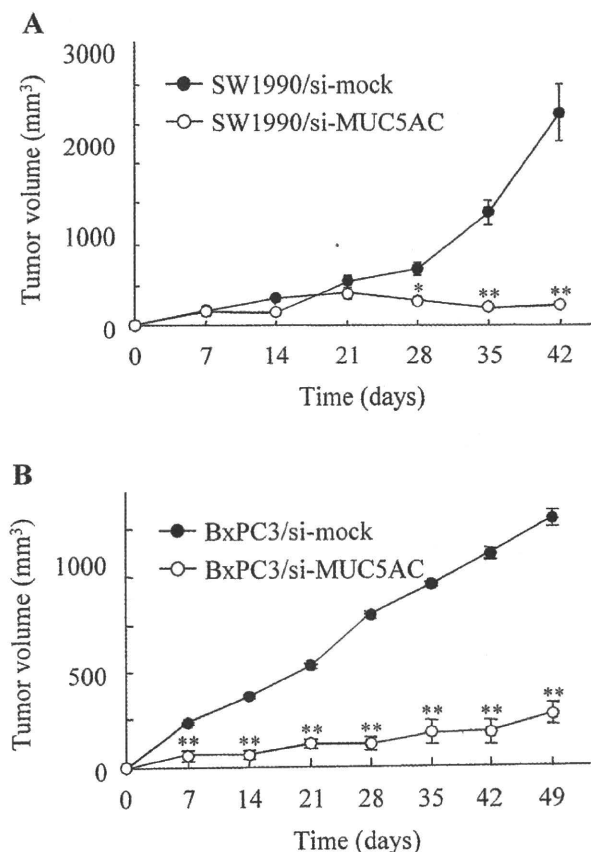 A
3000
SW1990/si-mock
SW1990/si-MUC5AC
2000
1000
0
Tumor volume (mm³)
* ** **
0 7 14 21 28 35 42
Time (days)
B
BxPC3/si-mock
BxPC3/si-MUC5AC
1000
500
0
Tumor volume (mm³)
** ** ** ** ** ** **
0 7 14 21 28 35 42 49
Time (days)